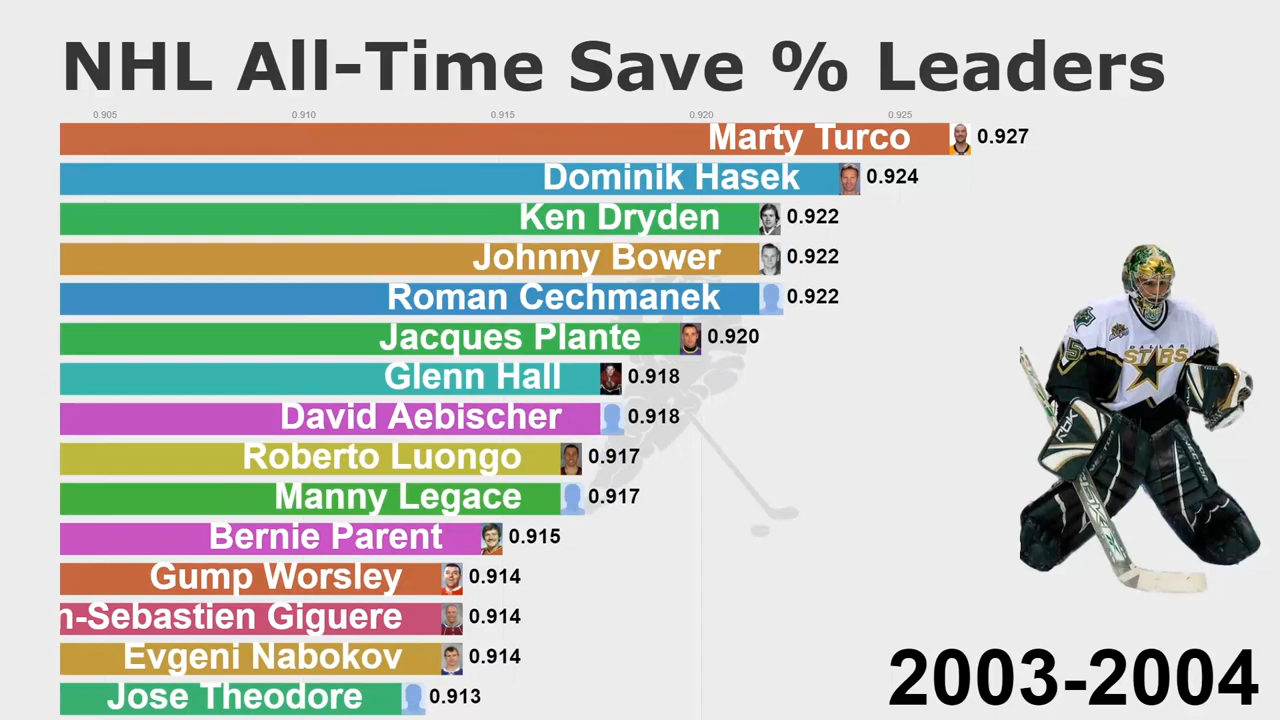 NHL All-Time Save % Leaders
0.905 0.910 0.915 0.920 0.925
Marty Turco 0.927
Dominik Hasek 0.924
Ken Dryden 0.922
Johnny Bower 0.922
Roman Cechmanek 0.922
Jacques Plante 0.920
Glenn Hall 0.918
David Aebischer 0.918
Roberto Luongo 0.917
Manny Legace 0.917
Bernie Parent 0.915
Gump Worsley 0.914
n-Sebastien Giguere 0.914
Evgeni Nabokov 0.914
Jose Theodore 0.913
DALLAS
STARS
RBK
2003-2004